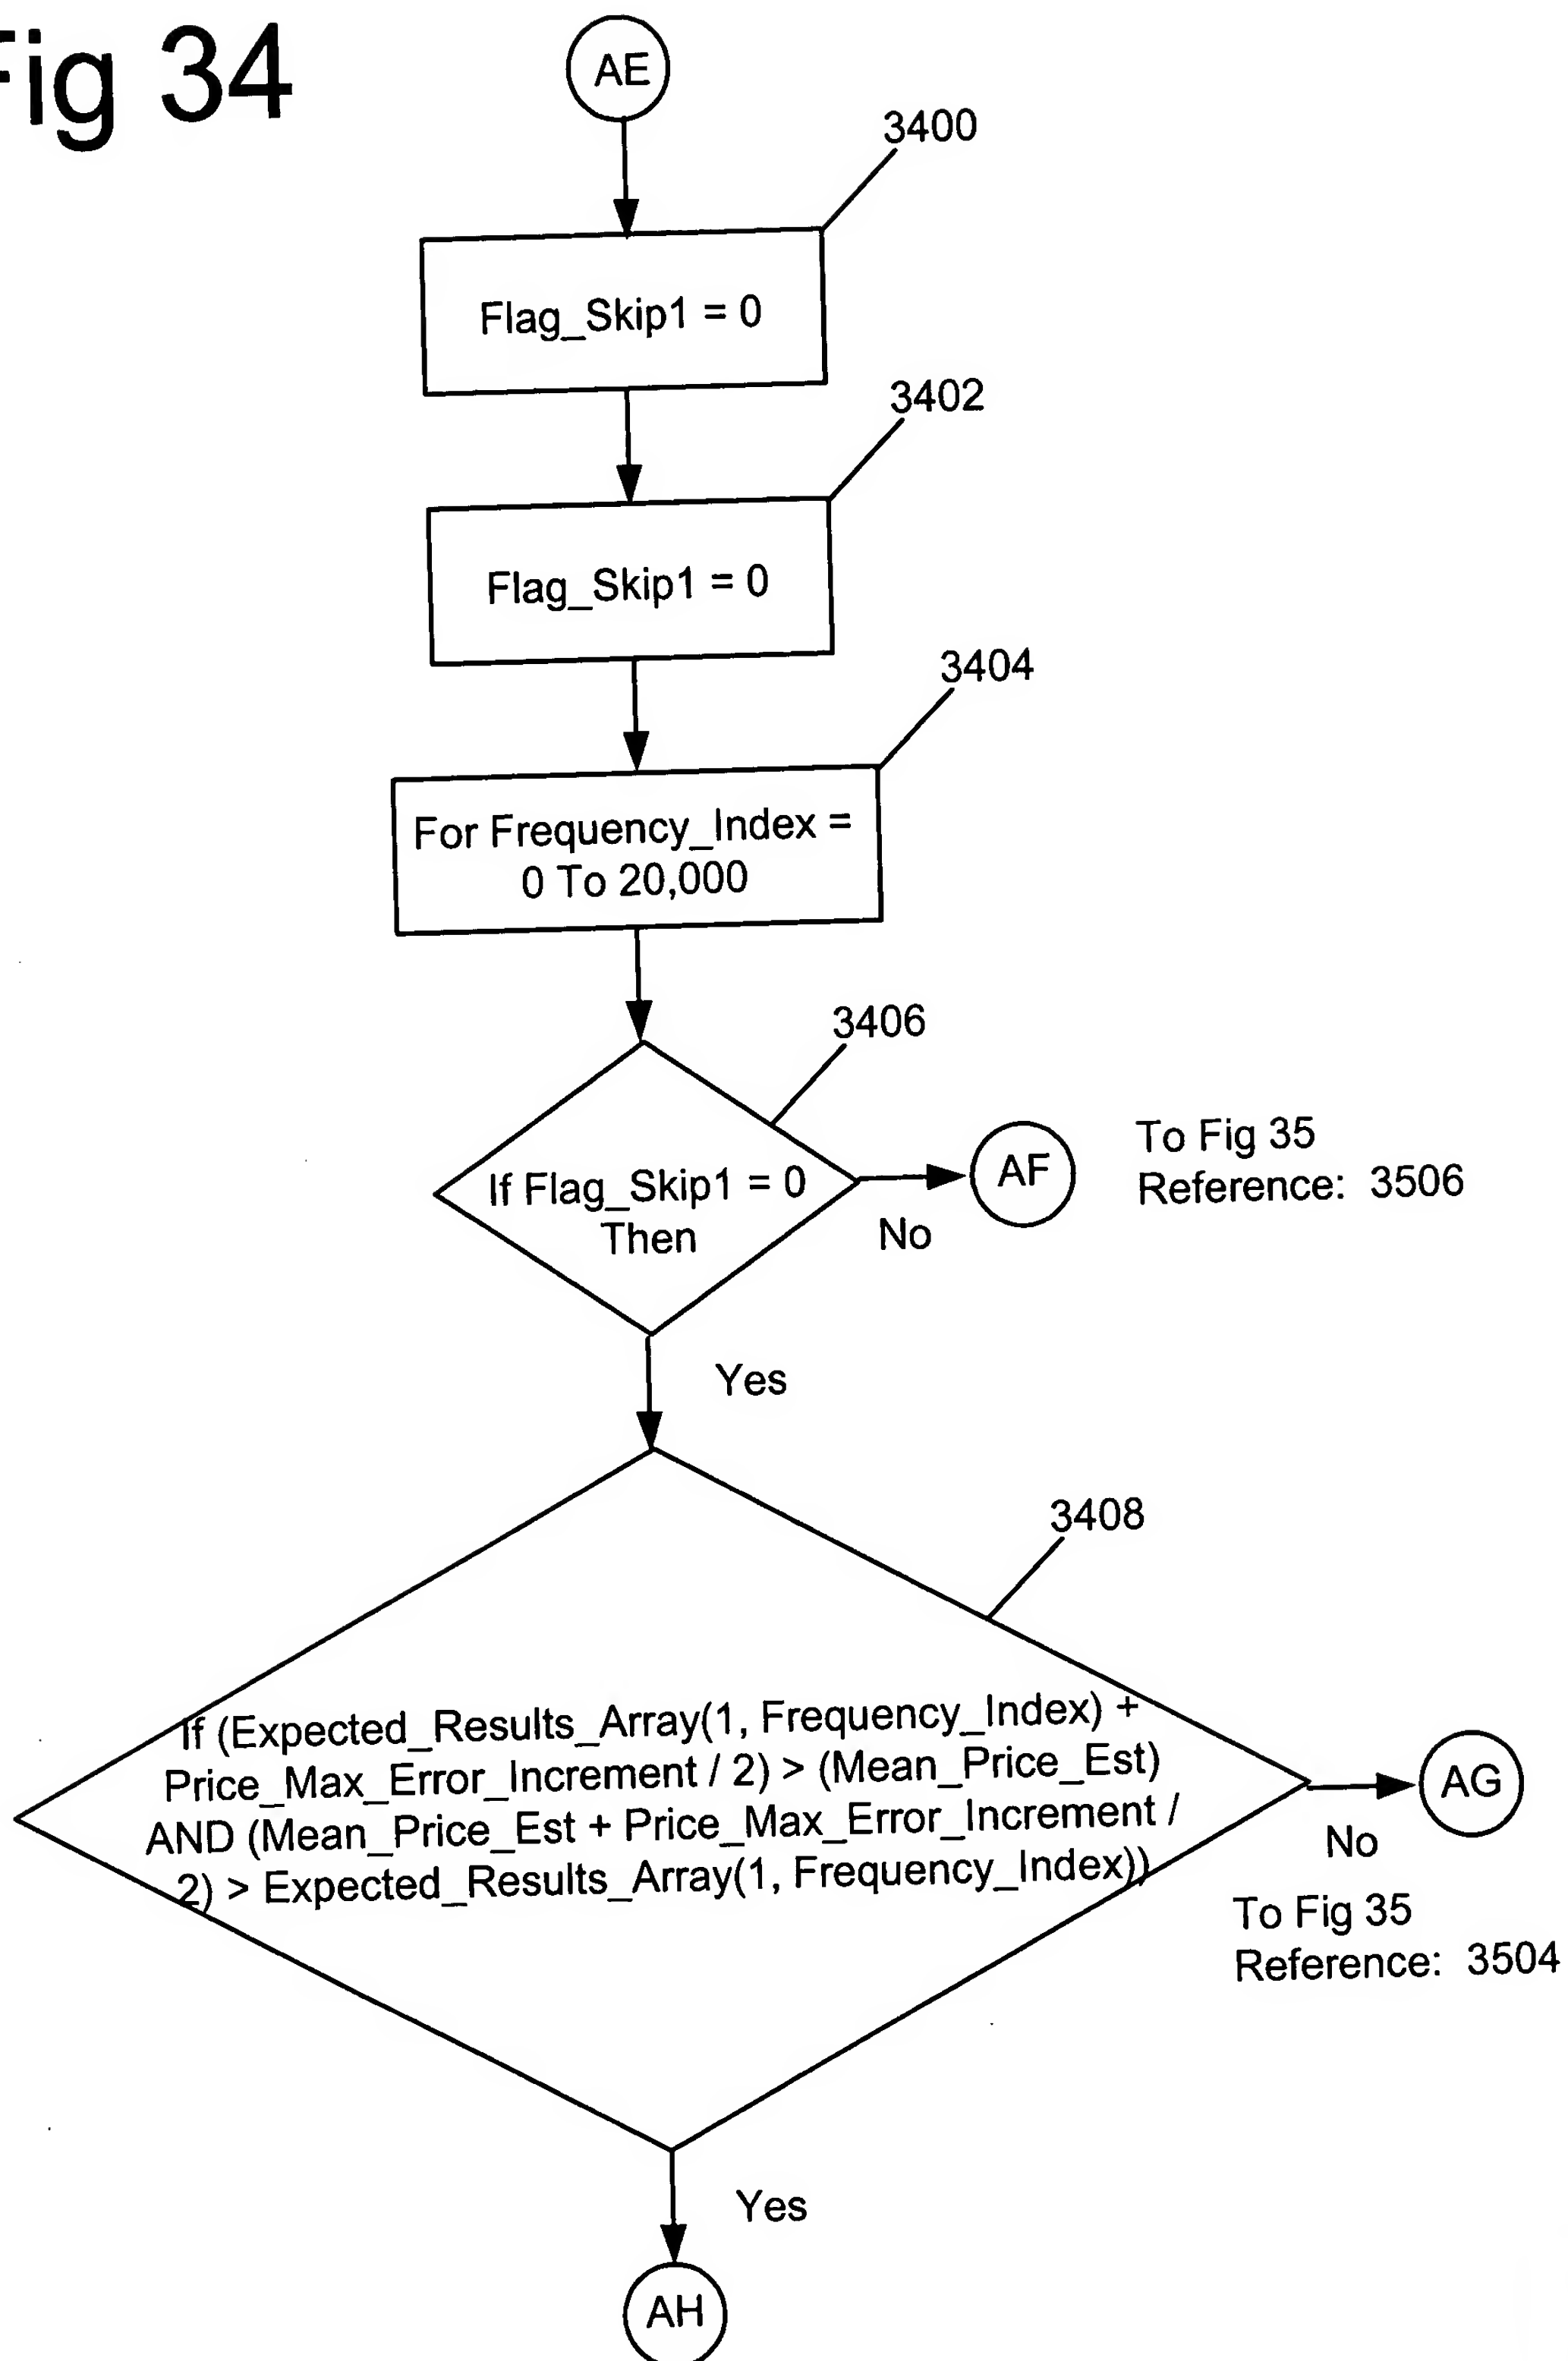 Fig 34
AE
3400
Flag_Skip1 = 0
3402
Flag_Skip1 = 0
3404
For Frequency_Index =
0 To 20,000
3406
If Flag_Skip1 = 0
Then
No
AF
To Fig 35
Reference: 3506
Yes
3408
If (Expected_Results_Array(1, Frequency_Index) +
Price_Max_Error_Increment / 2) > (Mean_Price_Est)
AND (Mean_Price_Est + Price_Max_Error_Increment /
2) > Expected_Results_Array(1, Frequency_Index))
AG
No
To Fig 35
Reference: 3504
Yes
AH